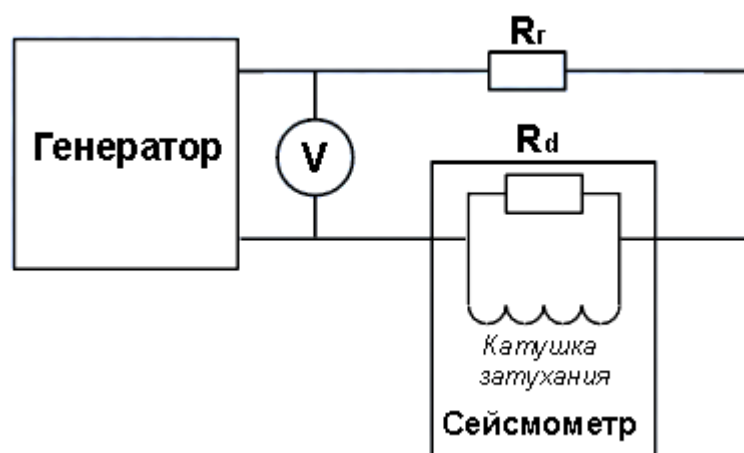 Rг
Генератор
V
Rd
Катушка
затухания
Сейсмометр